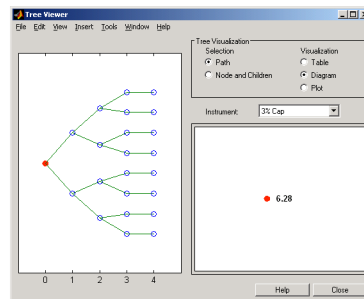 Tree Viewer
File Edit View Insert Tools Window Help
Tree Visualization
Selection
Visualization
Path
Table
Node and Children
Diagram
Plot
Instrument:
3% Cap
6.28
0 1 2 3 4
Help
Close